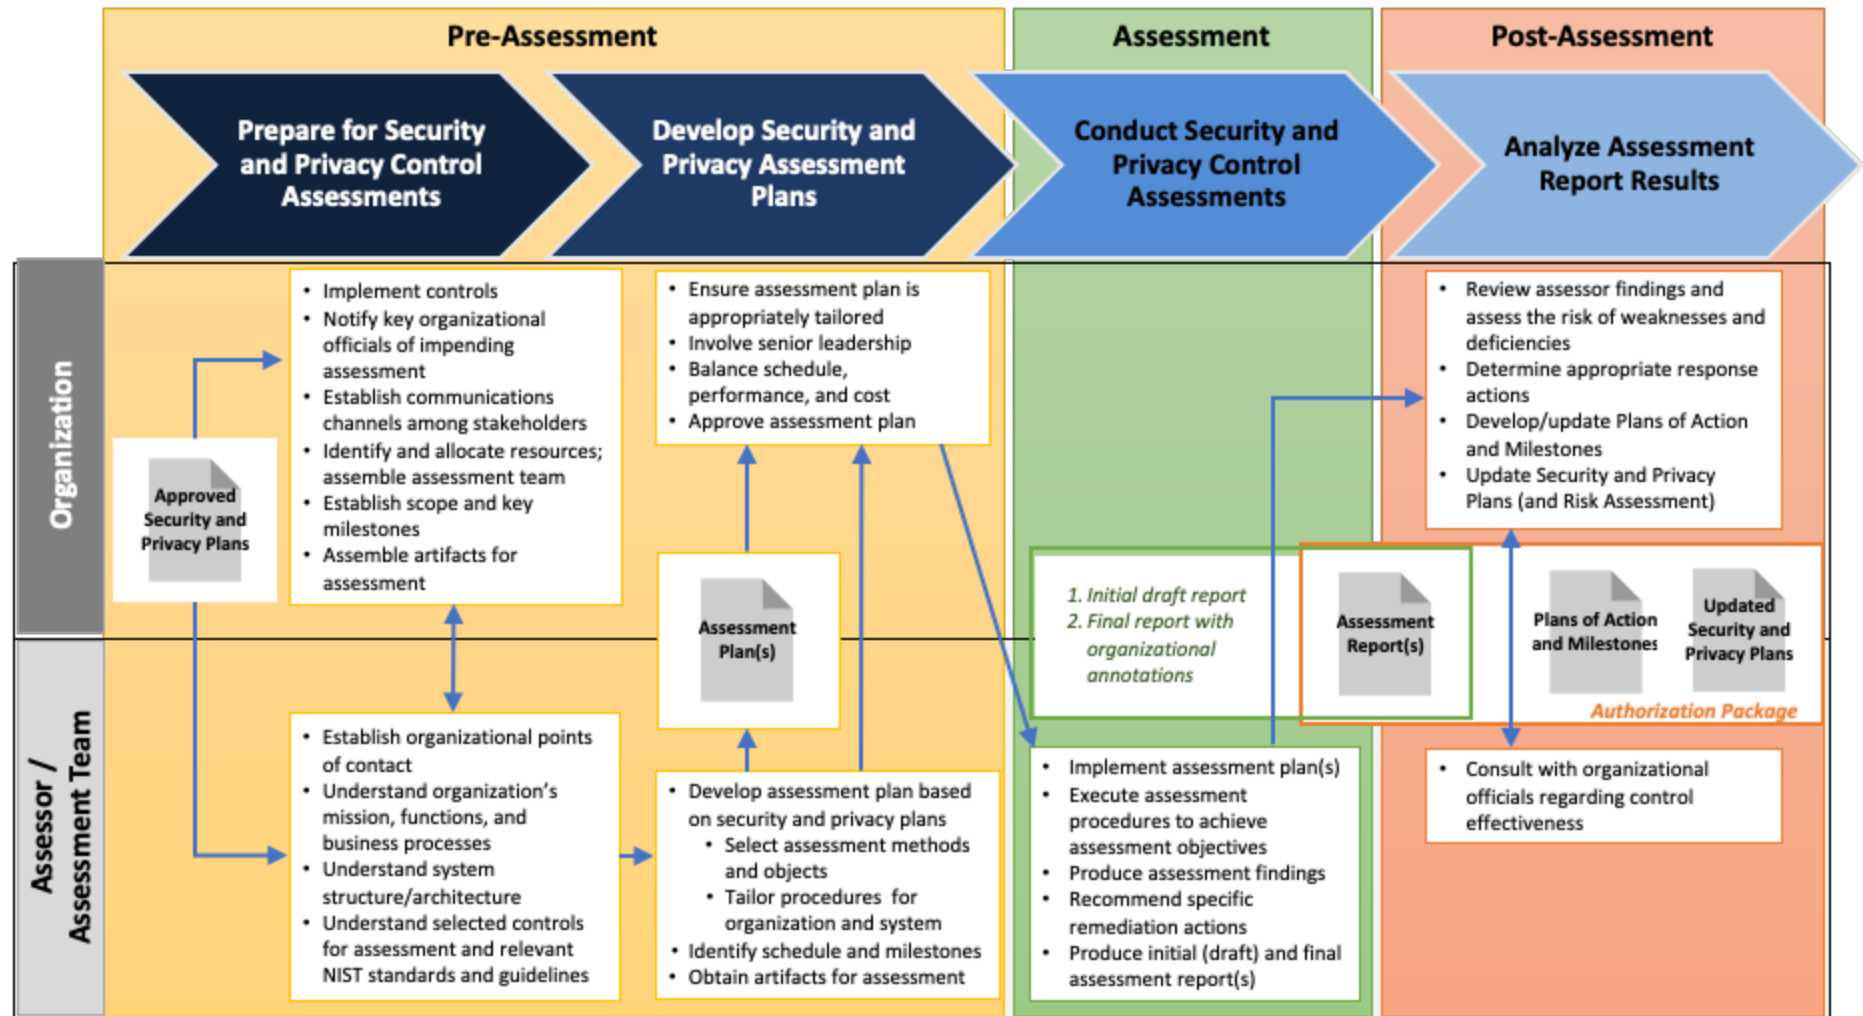 Pre-Assessment
Assessment
Post-Assessment
Prepare for Security
and Privacy Control
Assessments
Develop Security and
Privacy Assessment
Plans
Conduct Security and
Privacy Control
Assessments
Analyze Assessment
Report Results
Organization
Approved
Security and
Privacy Plans
• Implement controls
• Notify key organizational
officials of impending
assessment
• Establish communications
channels among stakeholders
• Identify and allocate resources;
assemble assessment team
• Establish scope and key
milestones
• Assemble artifacts for
assessment
• Ensure assessment plan is
appropriately tailored
• Involve senior leadership
• Balance schedule,
performance, and cost
• Approve assessment plan
• Review assessor findings and
assess the risk of weaknesses and
deficiencies
• Determine appropriate response
actions
• Develop/update Plans of Action
and Milestones
• Update Security and Privacy
Plans (and Risk Assessment)
Assessment
Plan(s)
1. Initial draft report
2. Final report with
organizational
annotations
Assessment
Report(s)
Plans of Action
and Milestones
Updated
Security and
Privacy Plans
Authorization Package
Assessor /
Assessment Team
• Establish organizational points
of contact
• Understand organization's
mission, functions, and
business processes
• Understand system
structure/architecture
• Understand selected controls
for assessment and relevant
NIST standards and guidelines
• Develop assessment plan based
on security and privacy plans
• Select assessment methods
and objects
• Tailor procedures for
organization and system
• Identify schedule and milestones
• Obtain artifacts for assessment
• Implement assessment plan(s)
• Execute assessment
procedures to achieve
assessment objectives
• Produce assessment findings
• Recommend specific
remediation actions
• Produce initial (draft) and final
assessment report(s)
• Consult with organizational
officials regarding control
effectiveness